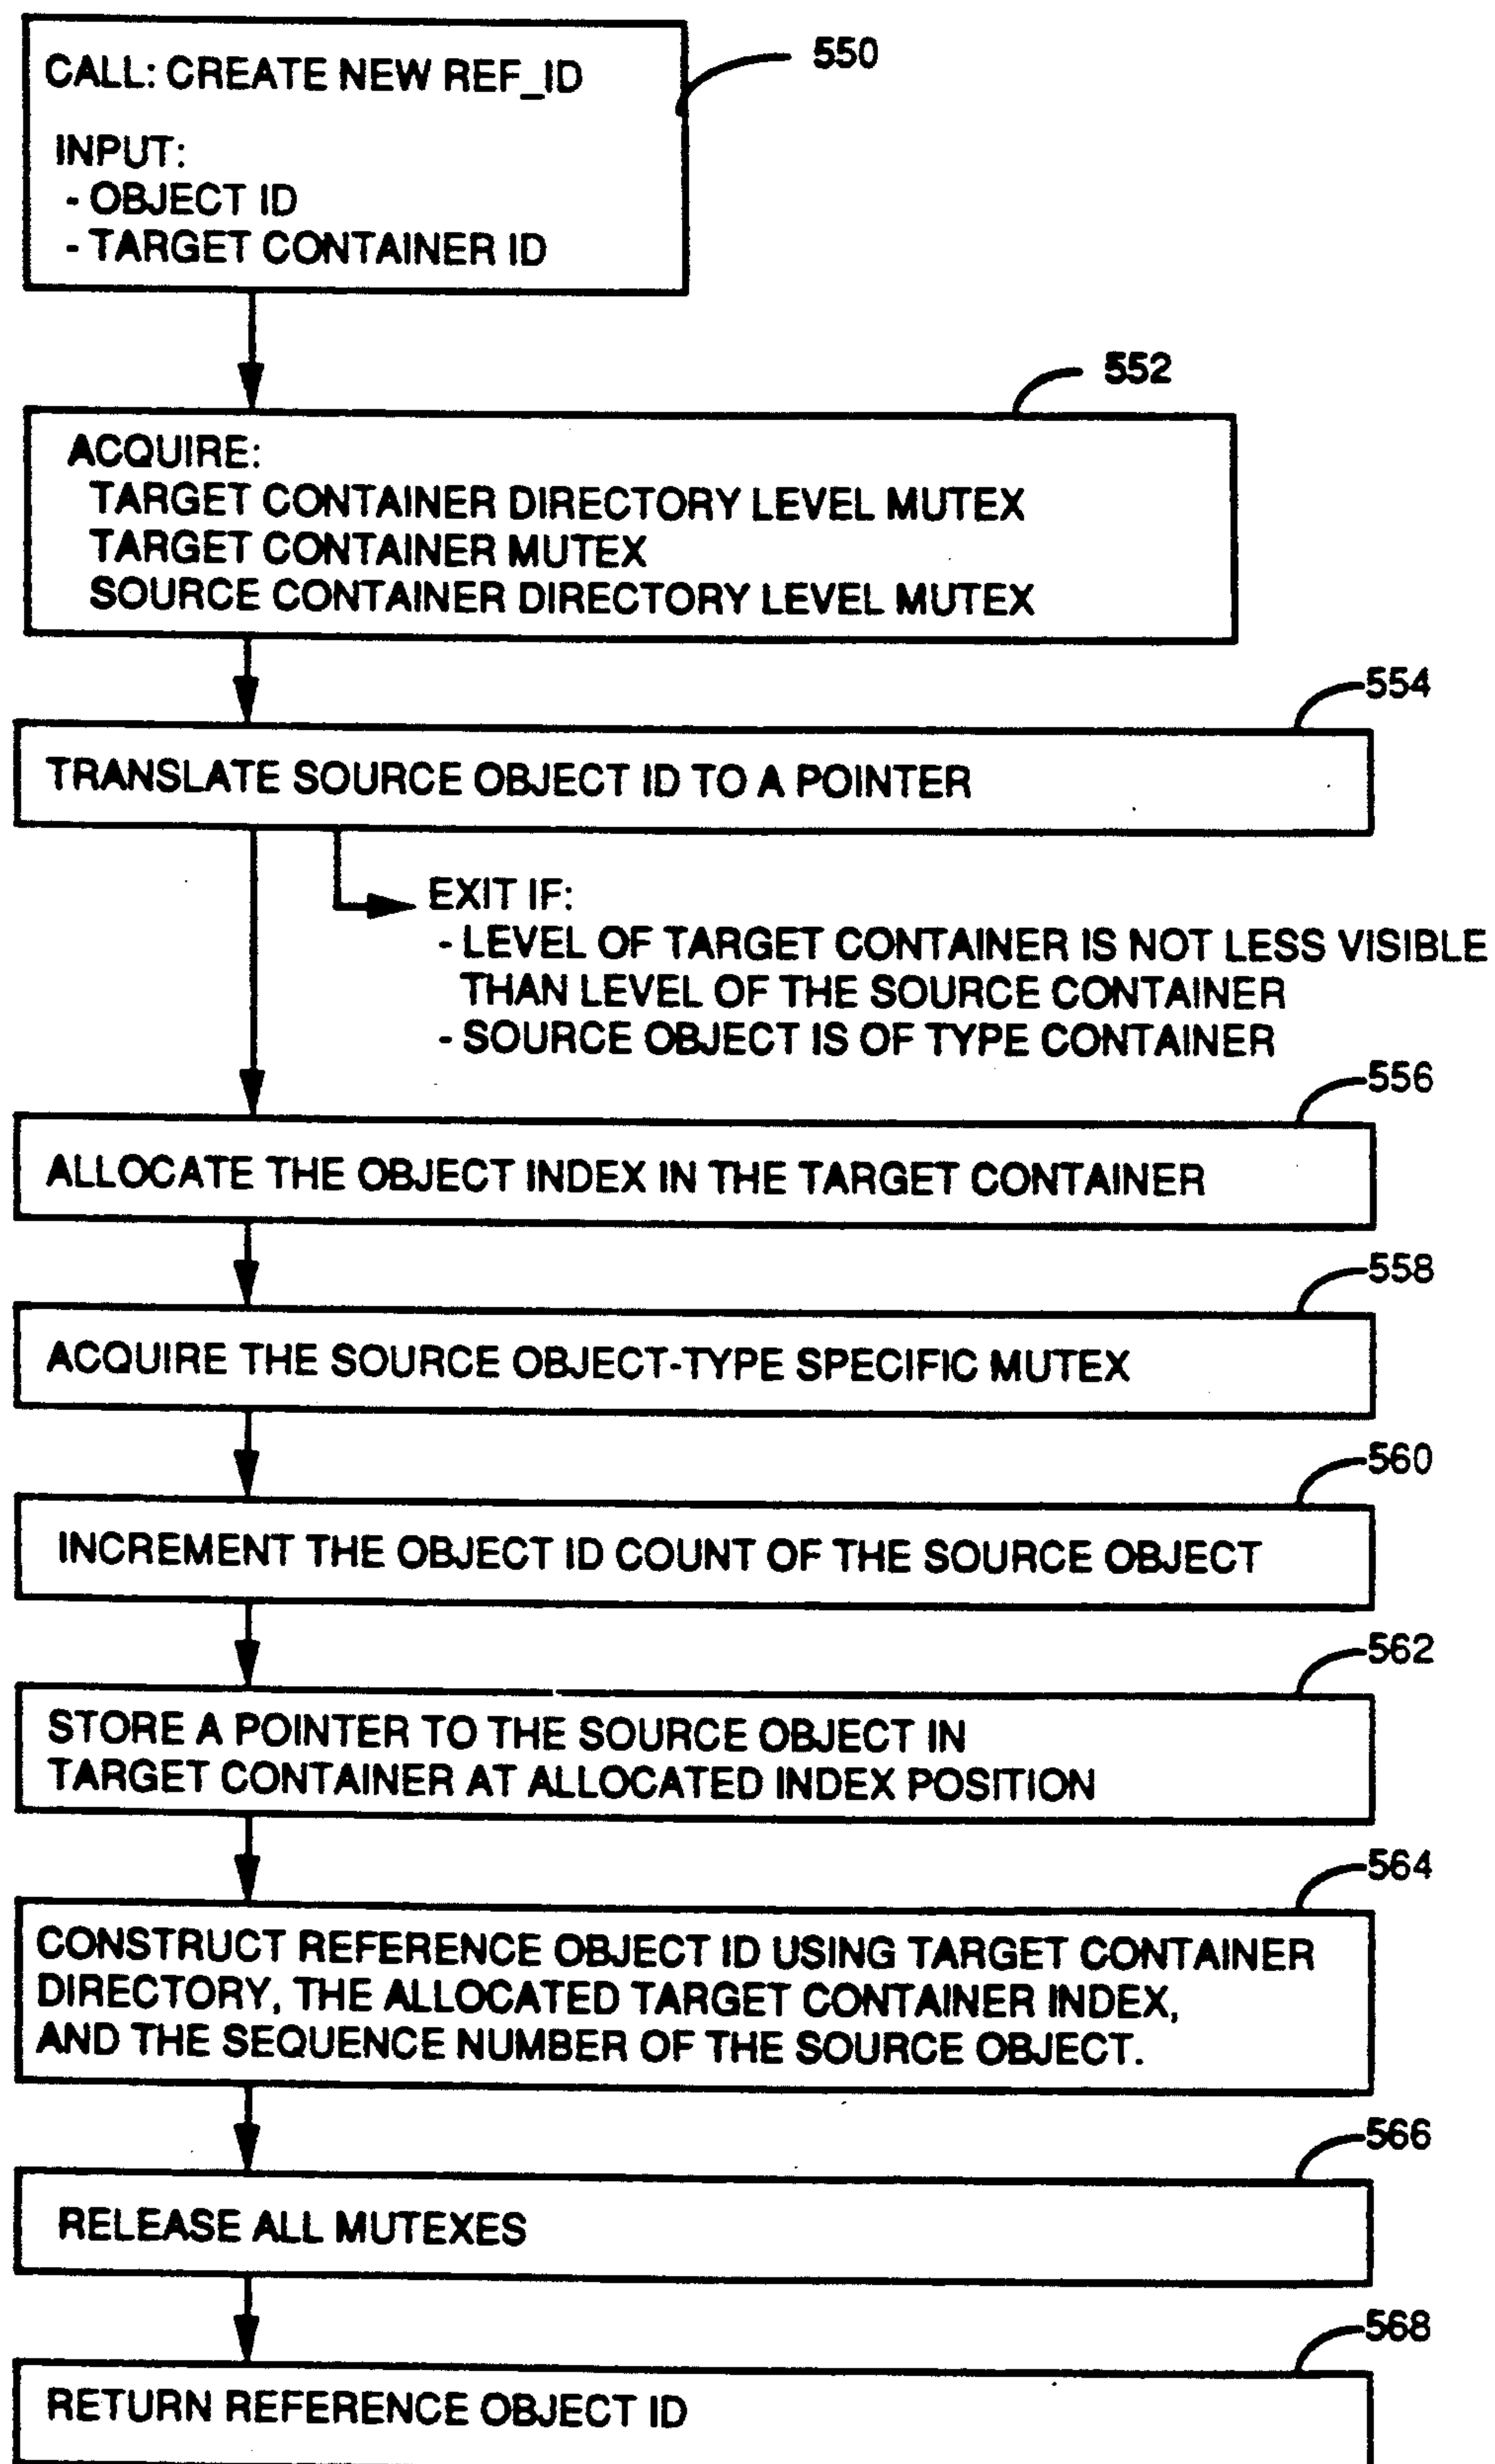 550
CALL: CREATE NEW REF_ID
INPUT:
- OBJECT ID
- TARGET CONTAINER ID
552
ACQUIRE:
TARGET CONTAINER DIRECTORY LEVEL MUTEX
TARGET CONTAINER MUTEX
SOURCE CONTAINER DIRECTORY LEVEL MUTEX
554
TRANSLATE SOURCE OBJECT ID TO A POINTER
EXIT IF:
- LEVEL OF TARGET CONTAINER IS NOT LESS VISIBLE
THAN LEVEL OF THE SOURCE CONTAINER
- SOURCE OBJECT IS OF TYPE CONTAINER
556
ALLOCATE THE OBJECT INDEX IN THE TARGET CONTAINER
558
ACQUIRE THE SOURCE OBJECT-TYPE SPECIFIC MUTEX
560
INCREMENT THE OBJECT ID COUNT OF THE SOURCE OBJECT
562
STORE A POINTER TO THE SOURCE OBJECT IN
TARGET CONTAINER AT ALLOCATED INDEX POSITION
564
CONSTRUCT REFERENCE OBJECT ID USING TARGET CONTAINER
DIRECTORY, THE ALLOCATED TARGET CONTAINER INDEX,
AND THE SEQUENCE NUMBER OF THE SOURCE OBJECT.
566
RELEASE ALL MUTEXES
568
RETURN REFERENCE OBJECT ID